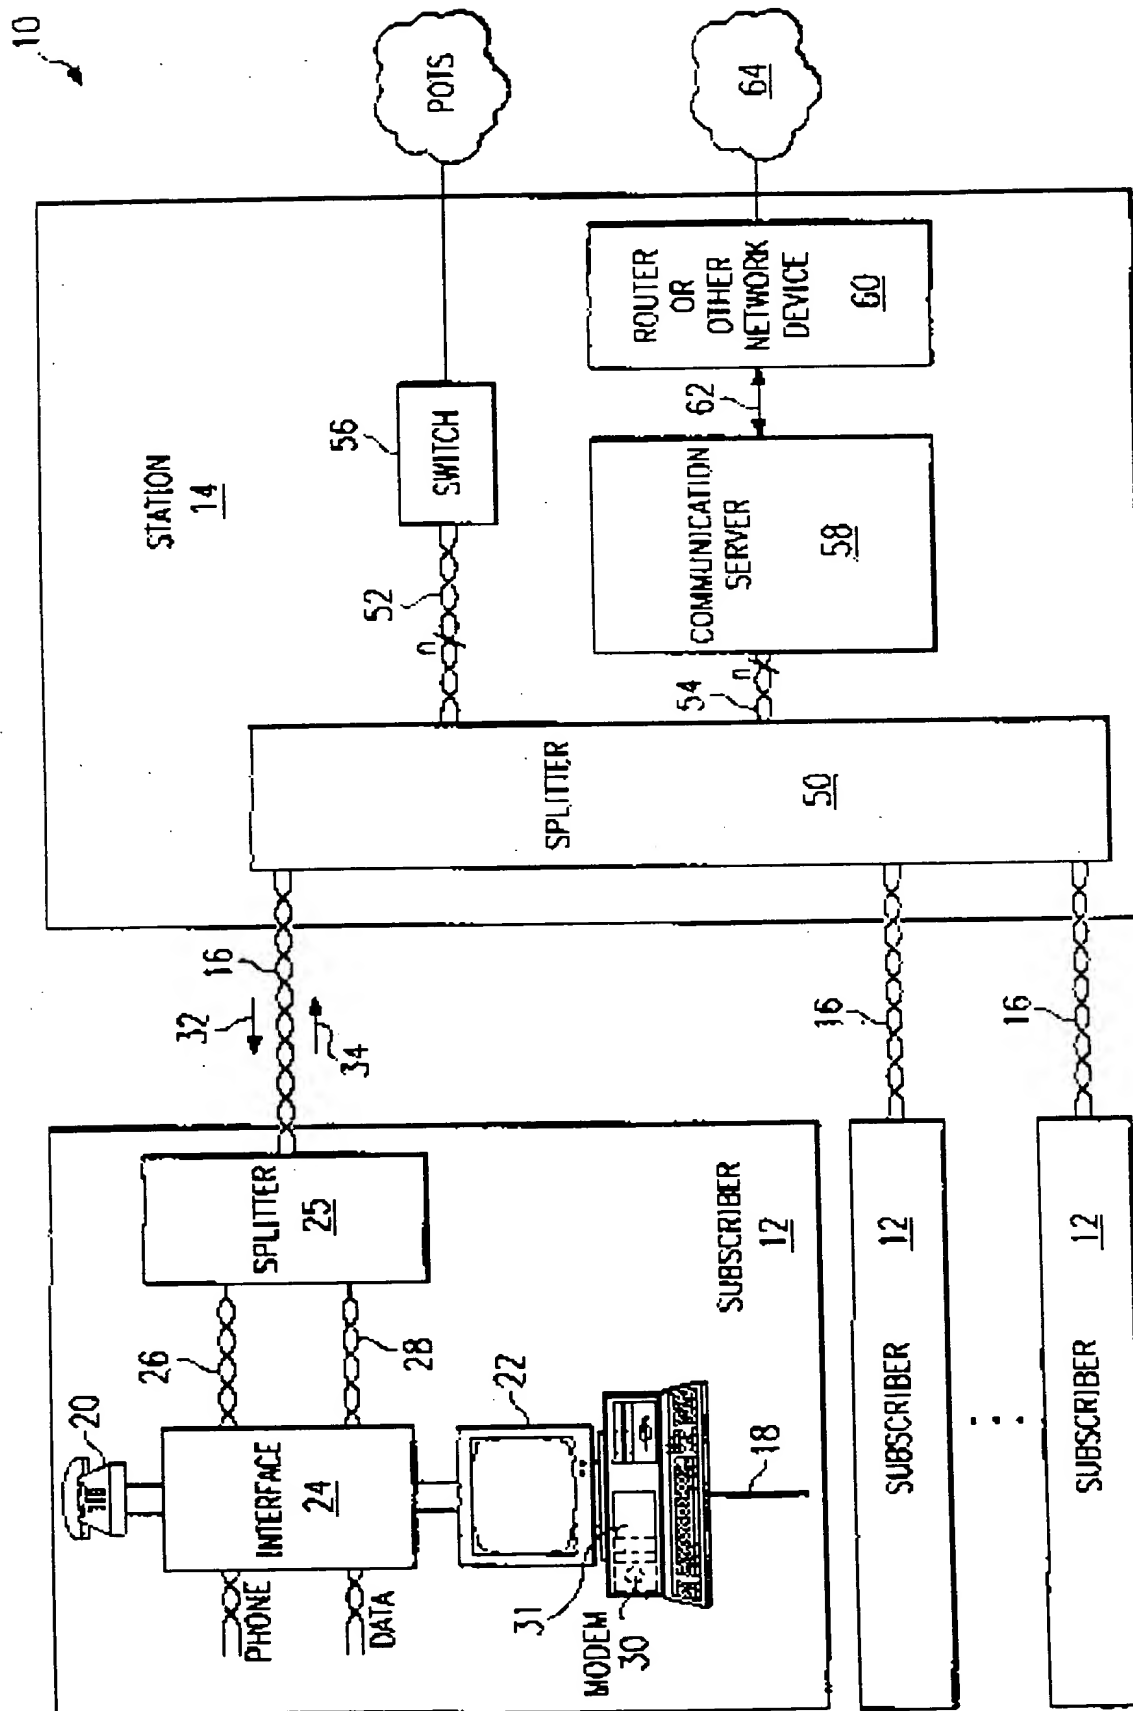 10
STATION
14
POTS
64
56
SWITCH
52
n
ROUTER
OR
OTHER
NETWORK
DEVICE
60
62
COMMUNICATION
SERVER
58
n
54
SPLITTER
50
32
16
34
16
16
20
26
SPLITTER
25
INTERFACE
24
PHONE
DATA
28
22
31
MODEM
30
18
SUBSCRIBER
12
SUBSCRIBER
12
SUBSCRIBER
12